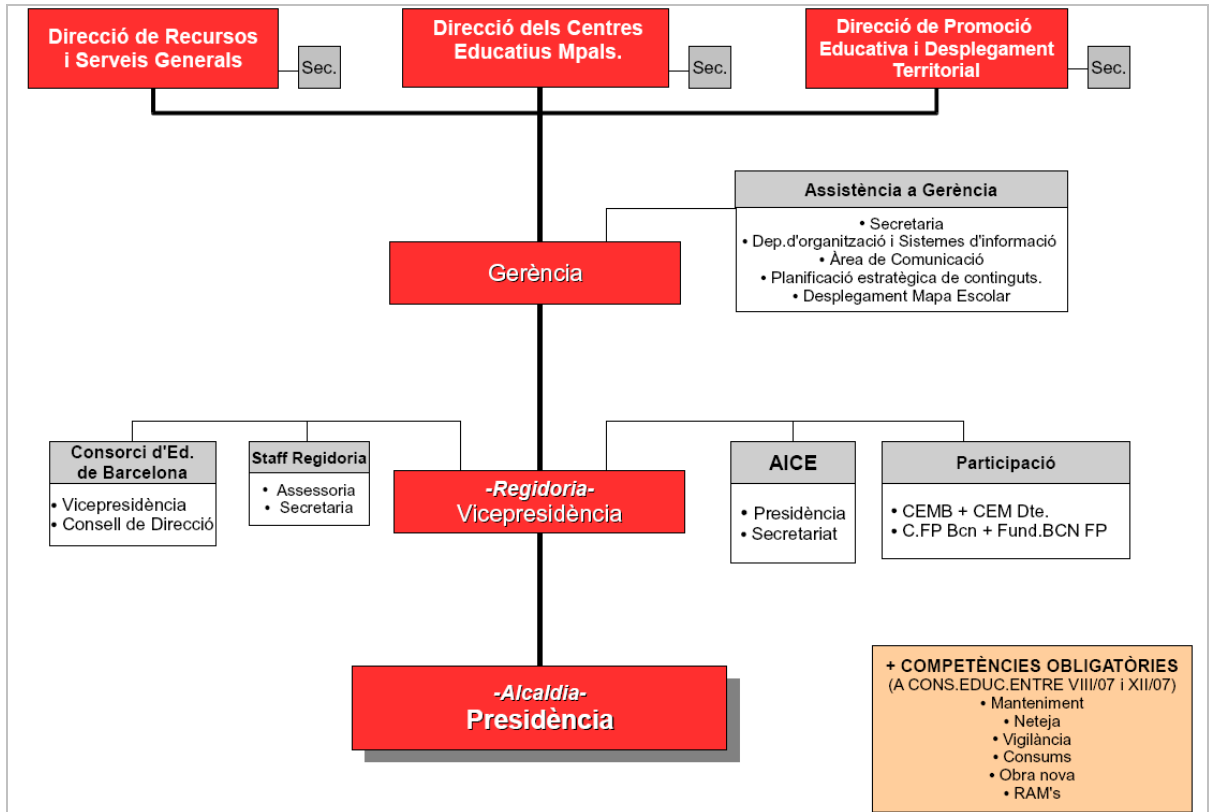 Direcció de Recursos
i Serveis Generals
Sec.
Direcció dels Centres
Educatius Mpals.
Sec.
Direcció de Promoció
Educativa i Desplegament
Territorial
Sec.
Assistència a Gerència
• Secretaria
• Dep.d'organització i Sistemes d'informació
• Àrea de Comunicació
• Planificació estratègica de continguts.
• Desplegament Mapa Escolar
Gerència
Consorci d'Ed.
de Barcelona
• Vicepresidència
• Consell de Direcció
Staff Regidoria
• Assessoria
• Secretaria
-Regidoria-
Vicepresidència
AICE
• Presidència
• Secretariat
Participació
• CEMB + CEM Dte.
• C.FP Bcn + Fund.BCN FP
-Alcaldia-
Presidència
+ COMPETÈNCIES OBLIGATÒRIES
(A CONS.EDUC.ENTRE VIII/07 i XII/07)
• Manteniment
• Neteja
• Vigilància
• Consums
• Obra nova
• RAM's